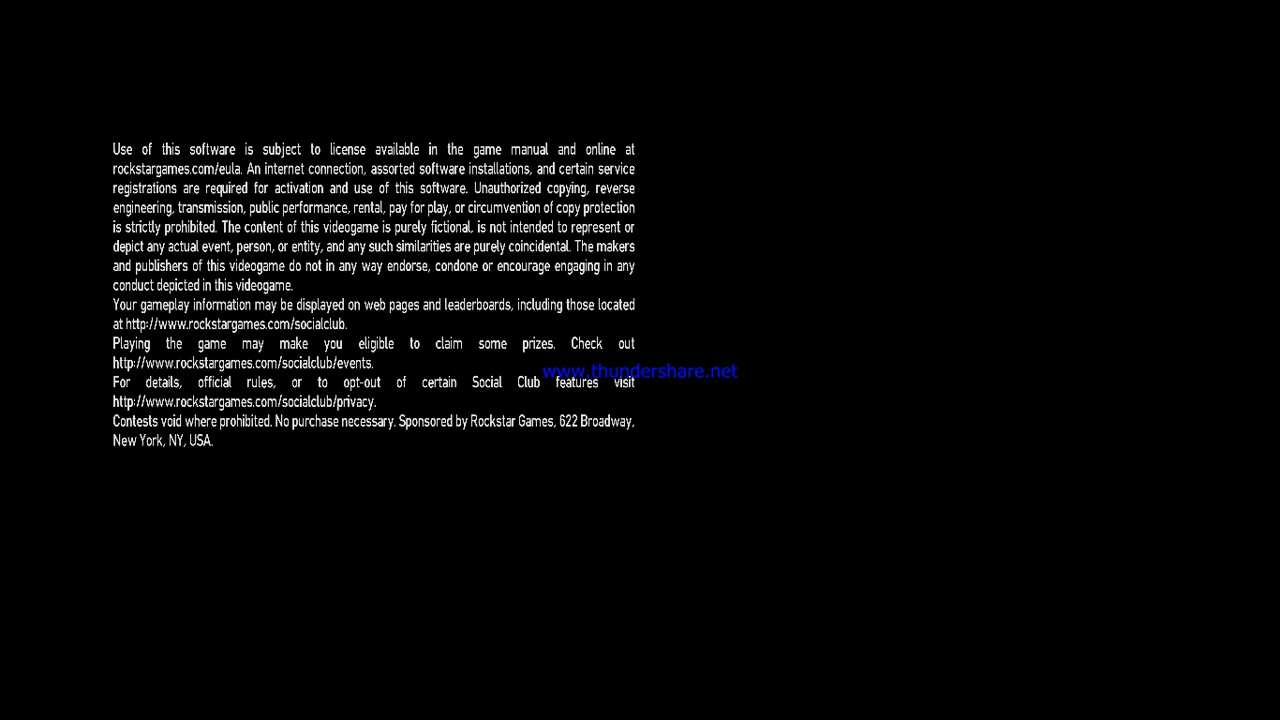 Use of this software is subject to license available in the game manual and online at
rockstargames.com/eula. An internet connection, assorted software installations, and certain service
registrations are required for activation and use of this software. Unauthorized copying, reverse
engineering, transmission, public performance, rental, pay for play, or circumvention of copy protection
is strictly prohibited. The content of this videogame is purely fictional, is not intended to represent or
depict any actual event, person, or entity, and any such similarities are purely coincidental. The makers
and publishers of this videogame do not in any way endorse, condone or encourage engaging in any
conduct depicted in this videogame.
Your gameplay information may be displayed on web pages and leaderboards, including those located
at http://www.rockstargames.com/socialclub.
Playing the game may make you eligible to claim some prizes. Check out
http://www.rockstargames.com/socialclub/events.
www.thundershare.net
For details, official rules, or to opt-out of certain Social Club features visit
http://www.rockstargames.com/socialclub/privacy.
Contests void where prohibited. No purchase necessary. Sponsored by Rockstar Games, 622 Broadway,
New York, NY, USA.